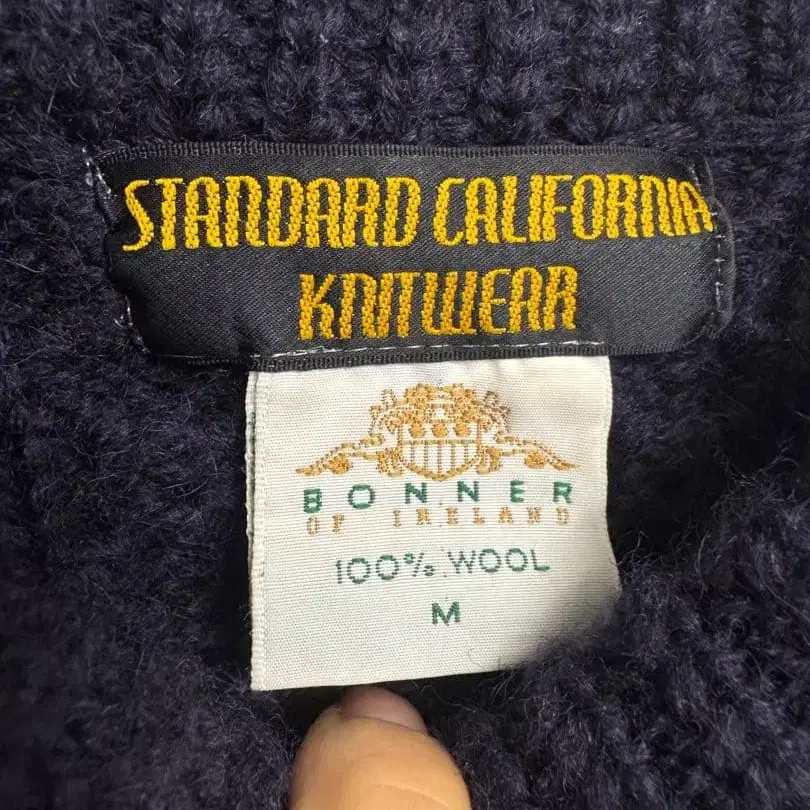 STANDARD CALIFORNIA
KNITWEAR
BONNER
OF IRELAND
100% WOOL
M